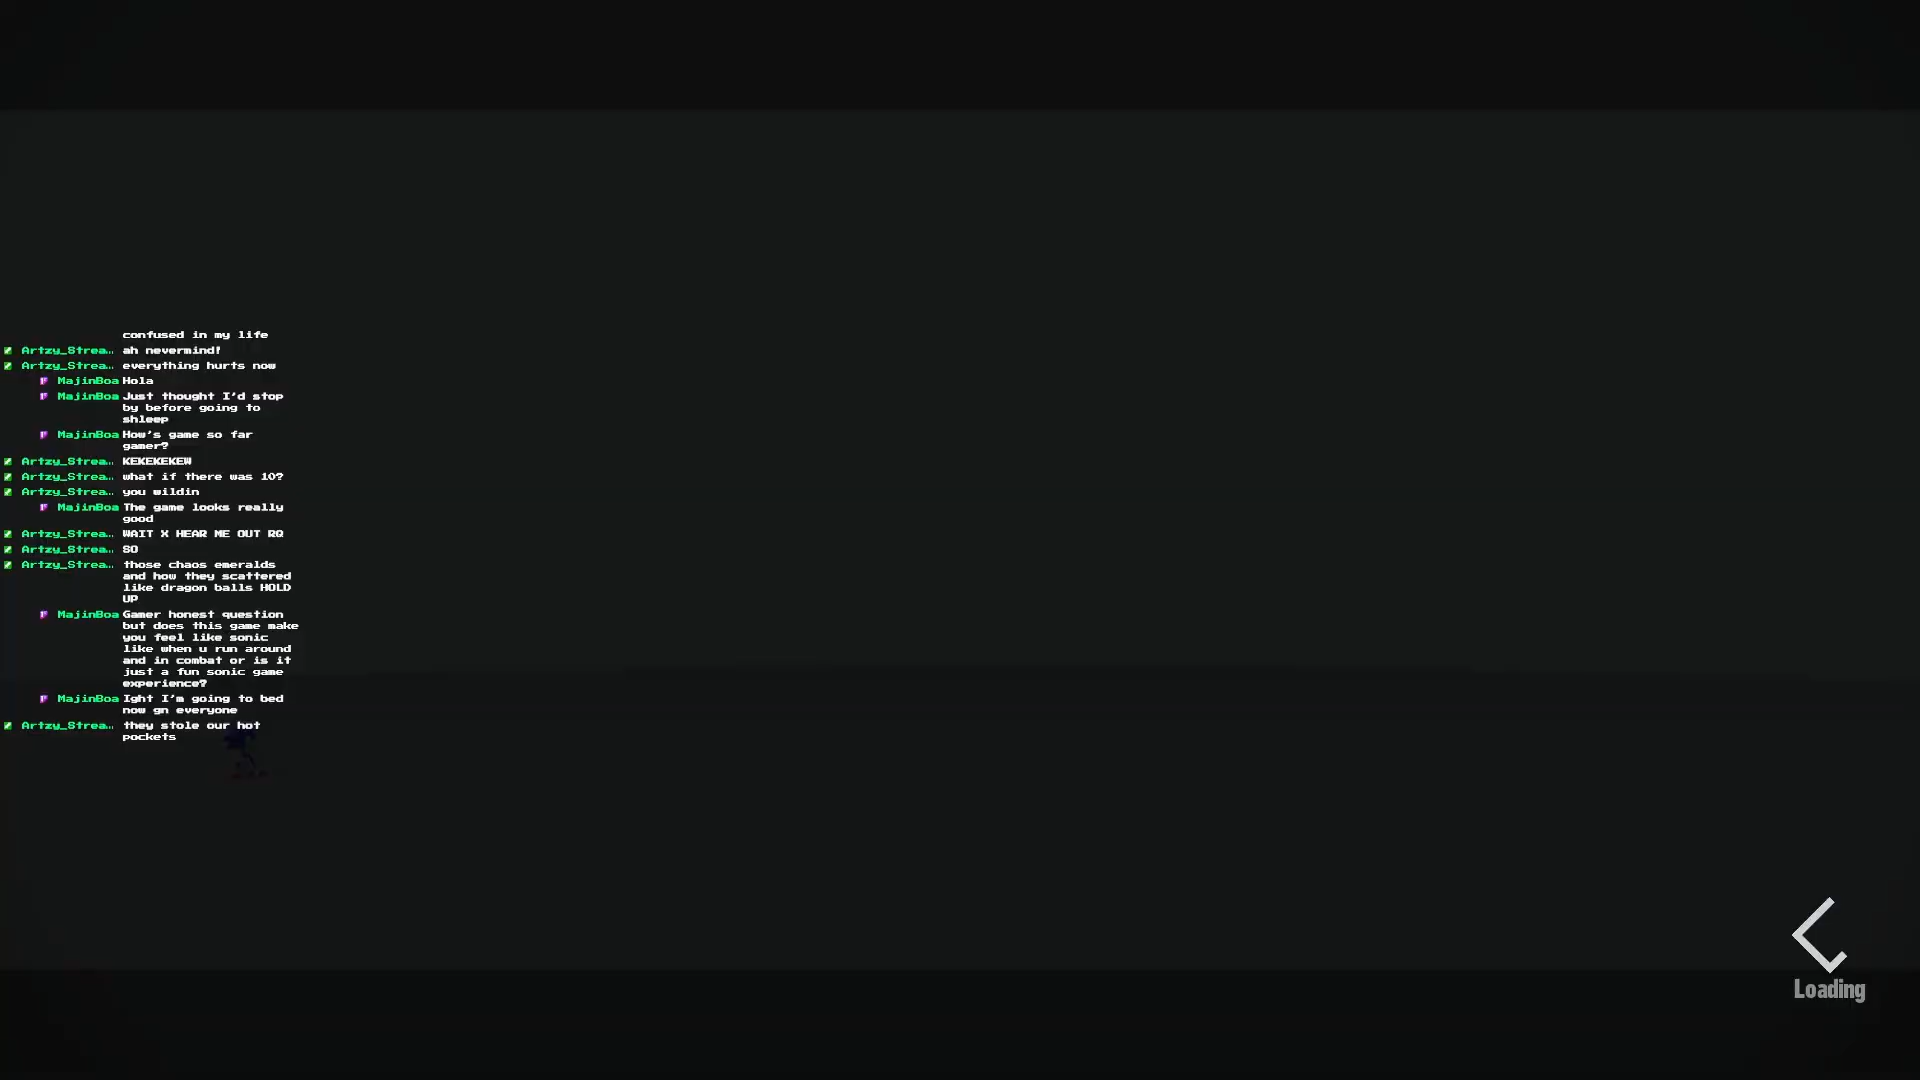 confused in my life
Artzy_Strea… ah nevermind!
Artzy_Strea… everything hurts now
MajinBoa Hola
MajinBoa Just thought I'd stop
by before going to
shleep
MajinBoa How's game so far
gamer?
Artzy_Strea… KEKEKEKEW
Artzy_Strea… what if there was 10?
Artzy_Strea… you wildin
MajinBoa The game looks really
good
Artzy_Strea… WAIT X HEAR ME OUT RQ
Artzy_Strea… SO
Artzy_Strea… those chaos emeralds
and how they scattered
like dragon balls HOLD
UP
MajinBoa Gamer honest question
but does this game make
you feel like sonic
like when u run around
and in combat or is it
just a fun sonic game
experience?
MajinBoa Ight I'm going to bed
now gn everyone
Artzy_Strea… they stole our hot
pockets
Loading